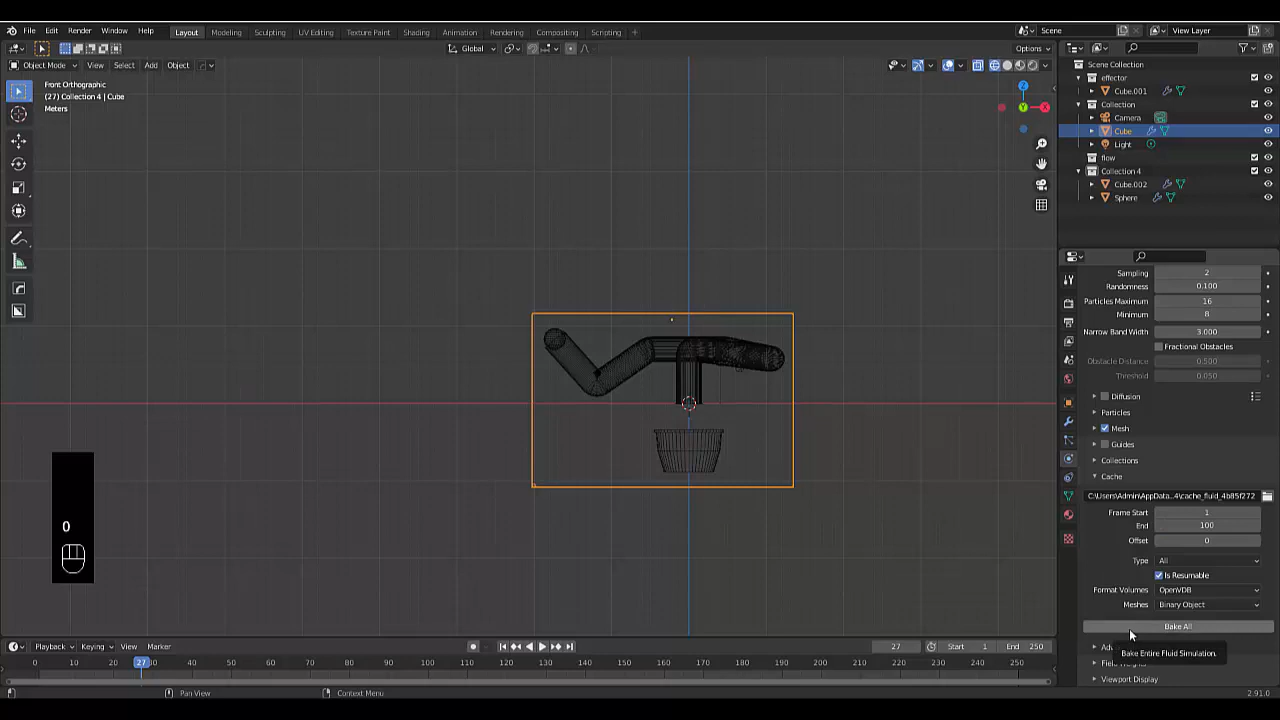 File Edit Render Window Help Layout Modeling Sculpting UV Editing Texture Paint Shading Animation Rendering Compositing Scripting + Scene View Layer
Global Options
Object Mode View Select Add Object
Front Orthographic
(27) Collection 4 | Cube
Meters
Z
Y
X
Scene Collection
effector
Cube.001
Collection
Camera
Cube
Light
flow
Collection 4
Cube.002
Sphere
Sampling 2
Randomness 0.100
Particles Maximum 16
Minimum 8
Narrow Band Width 3.000
Fractional Obstacles
Obstacle Distance 0.500
Threshold 0.050
Diffusion
Particles
Mesh
Guides
Collections
Cache
C:\Users\Admin\AppData...4\cache_fluid_4b85f272
Frame Start 1
End 100
Offset 0
Type All
Is Resumable
Format Volumes OpenVDB
Meshes Binary Object
Bake All
Bake Entire Fluid Simulation.
Viewport Display
0
Playback Keying View Marker 27 Start 1 End 250
0 10 20 27 30 40 50 60 70 80 90 100 110 120 130 140 150 160 170 180 190 200 210 220 230 240 250
Pan View Context Menu 2.91.0